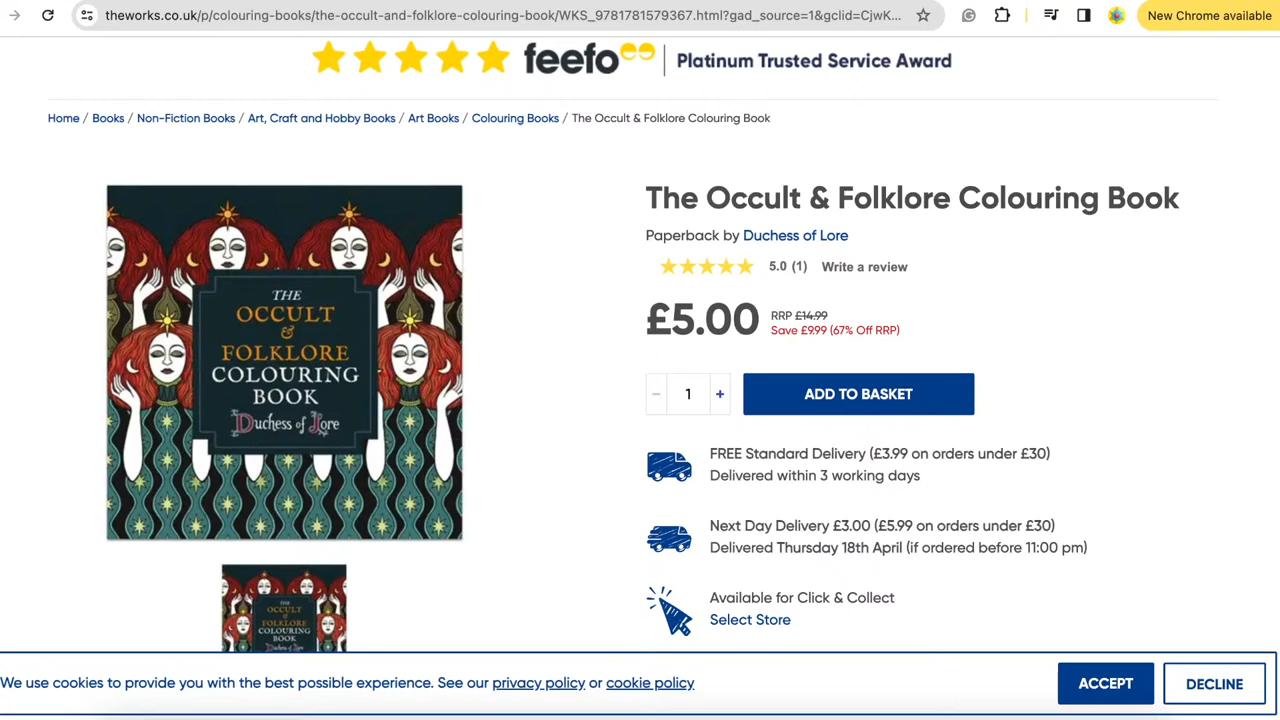 theworks.co.uk/p/colouring-books/the-occult-and-folklore-colouring-book/WKS_9781781579367.html?gad_source=1&gclid=CjwK...
New Chrome available
feefo
Platinum Trusted Service Award
Home / Books / Non-Fiction Books / Art, Craft and Hobby Books / Art Books / Colouring Books / The Occult & Folklore Colouring Book
THE
OCCULT
&
FOLKLORE
COLOURING
BOOK
Duchess of Lore
The Occult & Folklore Colouring Book
Paperback by Duchess of Lore
5.0 (1) Write a review
£5.00 RRP £14.99
Save £9.99 (67% Off RRP)
− 1 + ADD TO BASKET
FREE Standard Delivery (£3.99 on orders under £30)
Delivered within 3 working days
Next Day Delivery £3.00 (£5.99 on orders under £30)
Delivered Thursday 18th April (if ordered before 11:00 pm)
Available for Click & Collect
Select Store
THE
OCCULT
&
FOLKLORE
COLOURING
BOOK
We use cookies to provide you with the best possible experience. See our privacy policy or cookie policy
ACCEPT
DECLINE